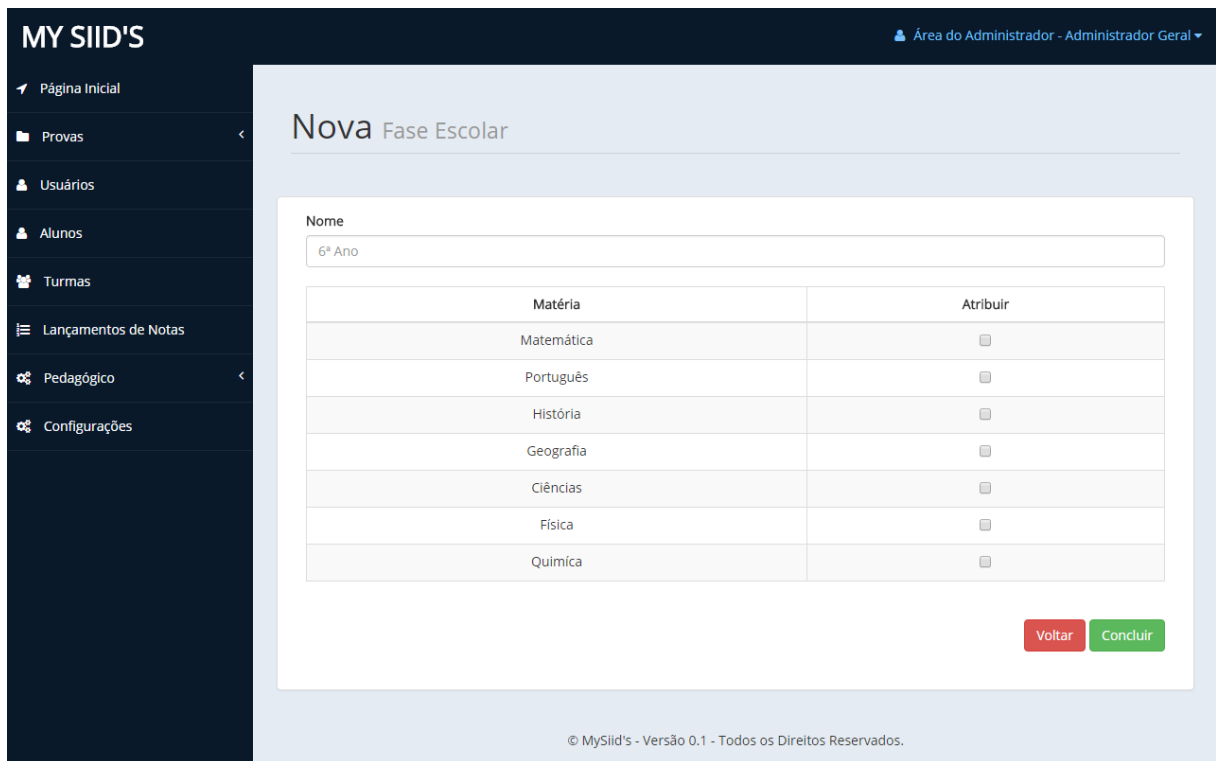 MY SIID'S
Área do Administrador - Administrador Geral
Página Inicial
Provas
Usuários
Alunos
Turmas
Lançamentos de Notas
Pedagógico
Configurações
Nova Fase Escolar
Nome
6ª Ano
Matéria Atribuir
Matemática
Português
História
Geografia
Ciências
Física
Quimíca
Voltar Concluir
© MySiid's - Versão 0.1 - Todos os Direitos Reservados.